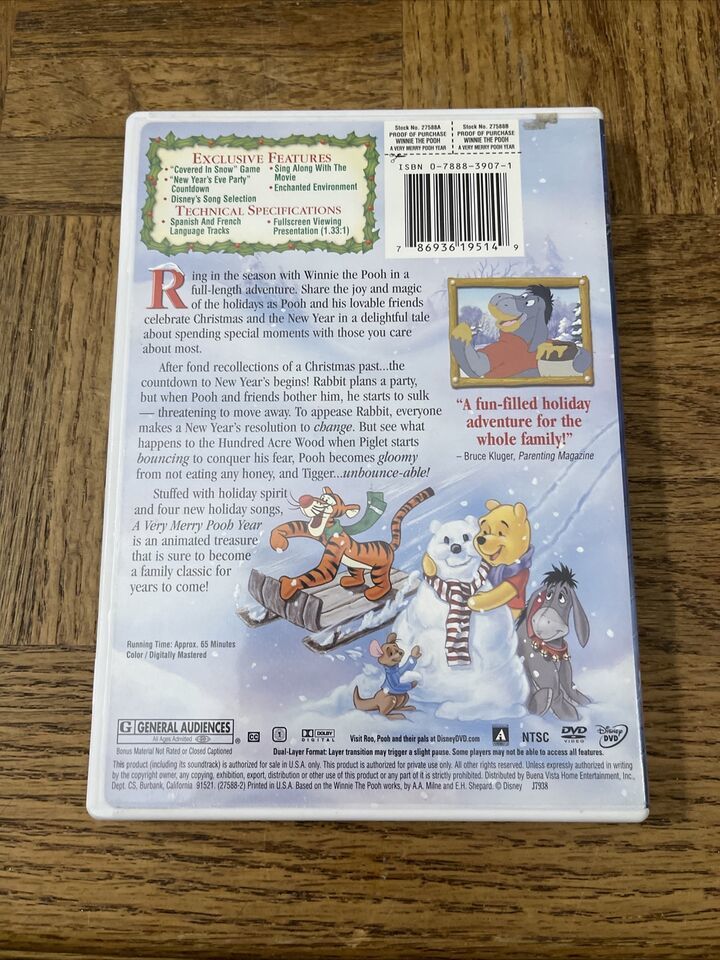 Stock No. 27588A
PROOF OF PURCHASE
WINNIE THE POOH
A VERY MERRY POOH YEAR
Stock No. 27588B
PROOF OF PURCHASE
WINNIE THE POOH
A VERY MERRY POOH YEAR
ISBN 0-7888-3907-1
7 86936 19514 9
EXCLUSIVE FEATURES
• "Covered In Snow" Game
• "New Year's Eve Party"
Countdown
• Disney's Song Selection
• Sing Along With The
Movie
• Enchanted Environment
TECHNICAL SPECIFICATIONS
• Spanish And French
Language Tracks
• Fullscreen Viewing
Presentation (1.33:1)
Ring in the season with Winnie the Pooh in a
full-length adventure. Share the joy and magic
of the holidays as Pooh and his lovable friends
celebrate Christmas and the New Year in a delightful tale
about spending special moments with those you care
about most.
After fond recollections of a Christmas past...the
countdown to New Year's begins! Rabbit plans a party,
but when Pooh and friends bother him, he starts to sulk
— threatening to move away. To appease Rabbit, everyone
makes a New Year's resolution to change. But see what
happens to the Hundred Acre Wood when Piglet starts
bouncing to conquer his fear, Pooh becomes gloomy
from not eating any honey, and Tigger...unbounce-able!
Stuffed with holiday spirit
and four new holiday songs,
A Very Merry Pooh Year
is an animated treasure
that is sure to become
a family classic for
years to come!
"A fun-filled holiday
adventure for the
whole family!"
– Bruce Kluger, Parenting Magazine
Running Time: Approx. 65 Minutes
Color / Digitally Mastered
G GENERAL AUDIENCES
All Ages Admitted
Bonus Material Not Rated or Closed Captioned
CC
DOLBY
DIGITAL
Visit Roo, Pooh and their pals at DisneyDVD.com
A
NTSC
DVD
VIDEO
Disney
DVD
Dual-Layer Format: Layer transition may trigger a slight pause. Some players may not be able to access all features.
This product (including its soundtrack) is authorized for sale in U.S.A. only. This product is authorized for private use only. All other rights reserved. Unless expressly authorized in writing
by the copyright owner, any copying, exhibition, export, distribution or other use of this product or any part of it is strictly prohibited. Distributed by Buena Vista Home Entertainment, Inc.,
Dept. CS, Burbank, California 91521. (27588-2) Printed in U.S.A. Based on the Winnie The Pooh works, by A.A. Milne and E.H. Shepard. © Disney J7938